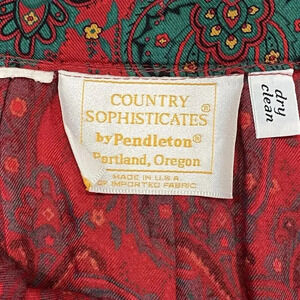 COUNTRY
SOPHISTICATES®
by Pendleton®
Portland, Oregon
MADE IN U.S.A.
OF IMPORTED FABRIC
dry
clean